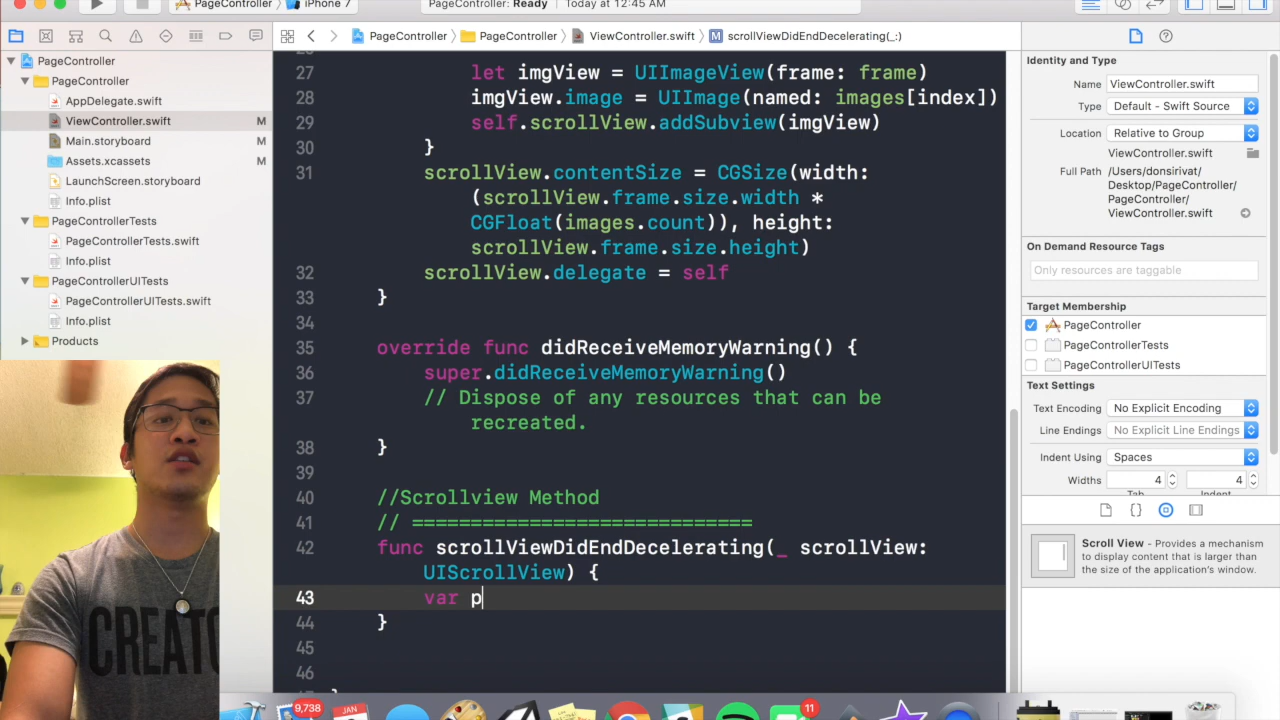 PageController
iPhone 7
PageController: Ready
Today at 12:45 AM
PageController
PageController
ViewController.swift
scrollViewDidEndDecelerating(_:)
PageController
PageController
AppDelegate.swift
ViewController.swift M
Main.storyboard M
Assets.xcassets M
LaunchScreen.storyboard
Info.plist
PageControllerTests
PageControllerTests.swift
Info.plist
PageControllerUITests
PageControllerUITests.swift
Info.plist
Products
27 let imgView = UIImageView(frame: frame)
28 imgView.image = UIImage(named: images[index])
29 self.scrollView.addSubview(imgView)
30 }
31 scrollView.contentSize = CGSize(width:
(scrollView.frame.size.width *
CGFloat(images.count)), height:
scrollView.frame.size.height)
32 scrollView.delegate = self
33 }
34
35 override func didReceiveMemoryWarning() {
36 super.didReceiveMemoryWarning()
37 // Dispose of any resources that can be
recreated.
38 }
39
40 //Scrollview Method
41 // =============================
42 func scrollViewDidEndDecelerating(_ scrollView:
UIScrollView) {
43 var p
44 }
45
46
Identity and Type
Name ViewController.swift
Type Default - Swift Source
Location Relative to Group
ViewController.swift
Full Path /Users/donsirivat/
Desktop/PageController/
PageController/
ViewController.swift
On Demand Resource Tags
Only resources are taggable
Target Membership
PageController
PageControllerTests
PageControllerUITests
Text Settings
Text Encoding No Explicit Encoding
Line Endings No Explicit Line Endings
Indent Using Spaces
Widths 4 4
Tab Indent
Scroll View - Provides a mechanism
to display content that is larger than
the size of the application's window.
9,738
JAN
11